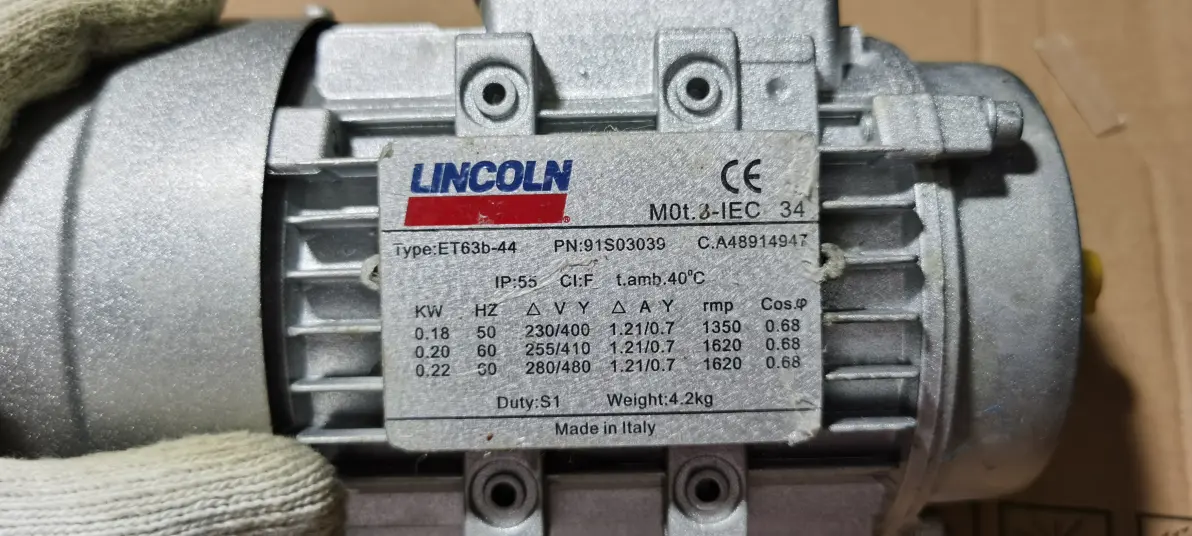 LINCOLN
®
CE
M0t.3-IEC 34
Type:ET63b-44 PN:91S03039 C.A48914947
IP:55 CI:F t.amb.40°C
KW HZ △ V Y △ A Y rmp Cos.φ
0.18 50 230/400 1.21/0.7 1350 0.68
0.20 60 255/410 1.21/0.7 1620 0.68
0.22 60 280/480 1.21/0.7 1620 0.68
Duty:S1 Weight:4.2kg
Made in Italy